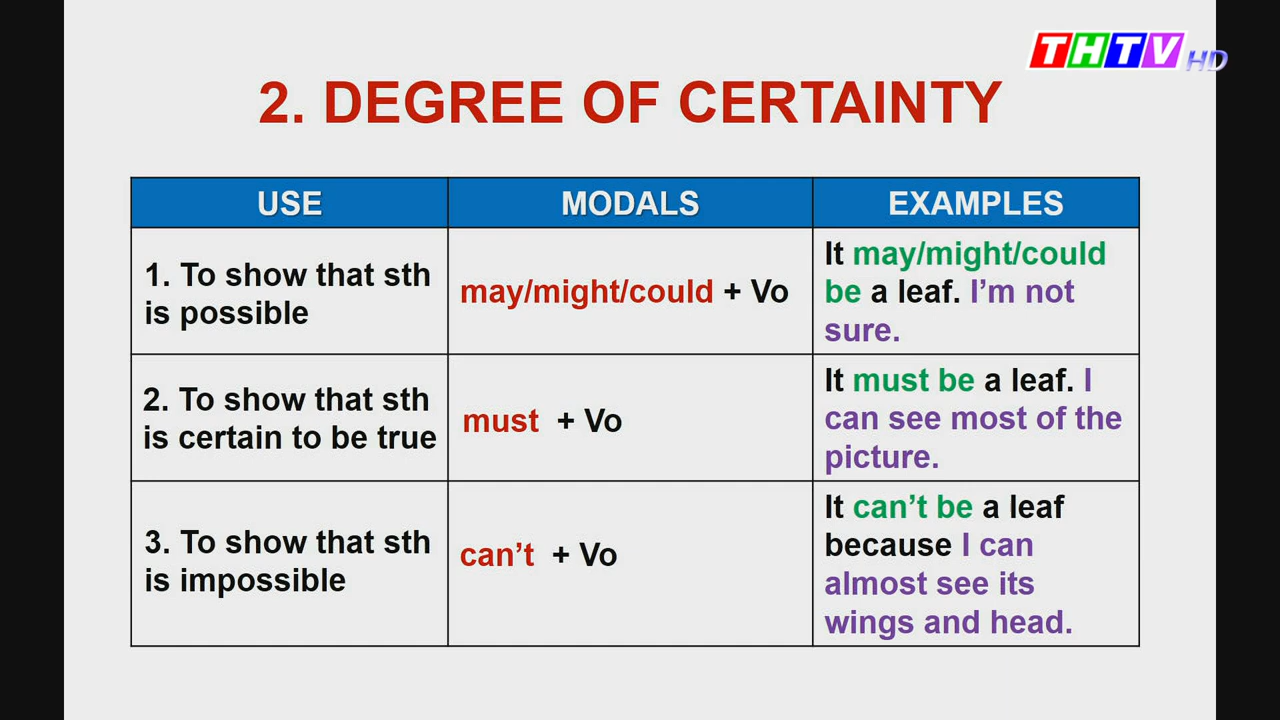 THTV HD
2. DEGREE OF CERTAINTY
USE MODALS EXAMPLES
1. To show that sth
is possible
may/might/could + Vo
It may/might/could
be a leaf. I'm not
sure.
2. To show that sth
is certain to be true
must + Vo
It must be a leaf. I
can see most of the
picture.
3. To show that sth
is impossible
can't + Vo
It can't be a leaf
because I can
almost see its
wings and head.